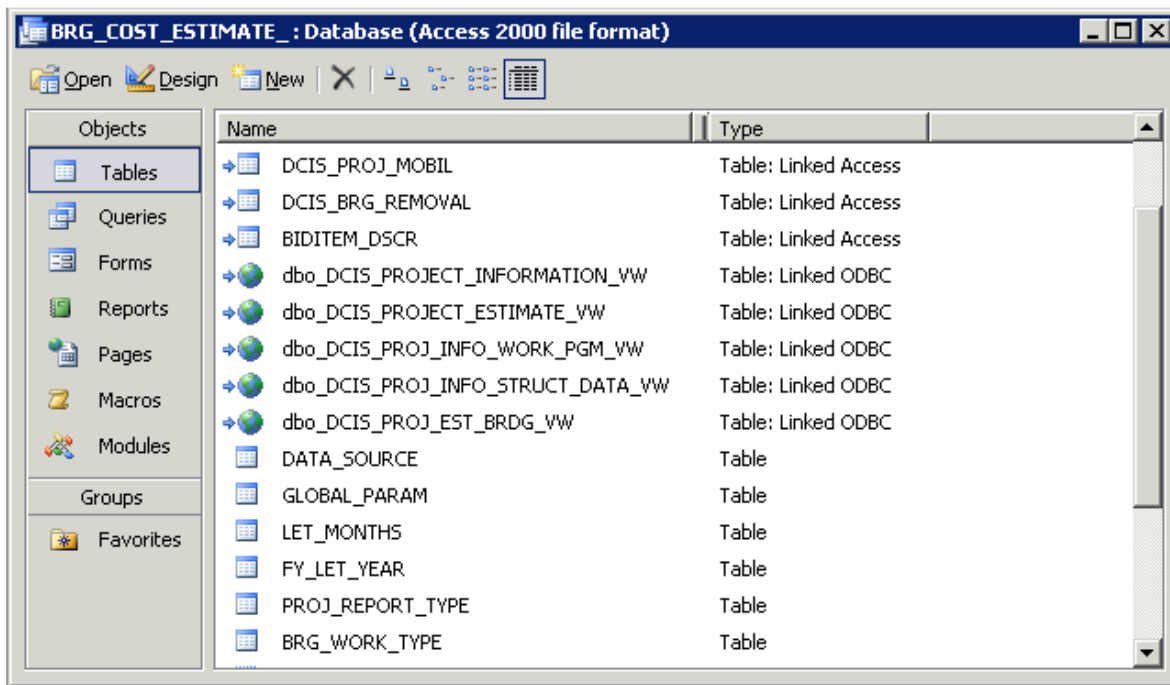 BRG_COST_ESTIMATE_ : Database (Access 2000 file format)
Open Design New
Objects Name Type
Tables DCIS_PROJ_MOBIL Table: Linked Access
DCIS_BRG_REMOVAL Table: Linked Access
Queries BIDITEM_DSCR Table: Linked Access
Forms dbo_DCIS_PROJECT_INFORMATION_VW Table: Linked ODBC
Reports dbo_DCIS_PROJECT_ESTIMATE_VW Table: Linked ODBC
Pages dbo_DCIS_PROJ_INFO_WORK_PGM_VW Table: Linked ODBC
Macros dbo_DCIS_PROJ_INFO_STRUCT_DATA_VW Table: Linked ODBC
dbo_DCIS_PROJ_EST_BRDG_VW Table: Linked ODBC
Modules DATA_SOURCE Table
Groups GLOBAL_PARAM Table
Favorites LET_MONTHS Table
FY_LET_YEAR Table
PROJ_REPORT_TYPE Table
BRG_WORK_TYPE Table